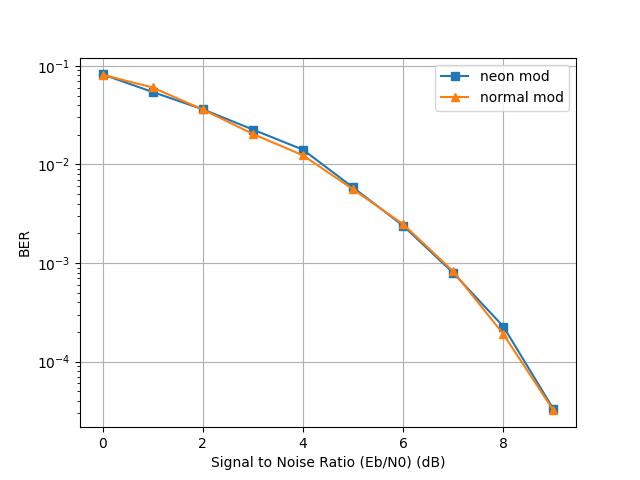 neon mod
normal mod
10⁻¹
10⁻²
10⁻³
10⁻⁴
BER
0 2 4 6 8
Signal to Noise Ratio (Eb/N0) (dB)